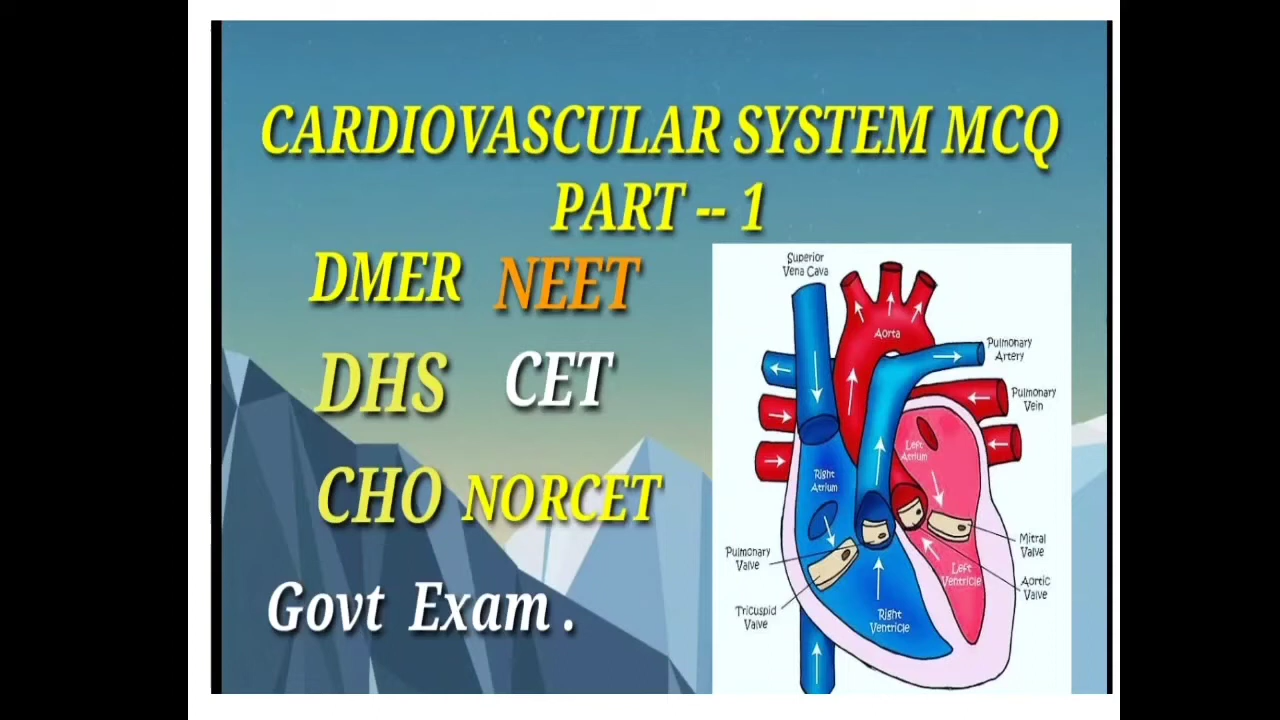 CARDIOVASCULAR SYSTEM MCQ
PART -- 1
DMER NEET
DHS CET
CHO NORCET
Govt Exam .
Superior
Vena Cava
Aorta
Pulmonary
Artery
Pulmonary
Vein
Left
Atrium
Right
Atrium
Mitral
Valve
Pulmonary
Valve
Left
Ventricle
Aortic
Valve
Tricuspid
Valve
Right
Ventricle